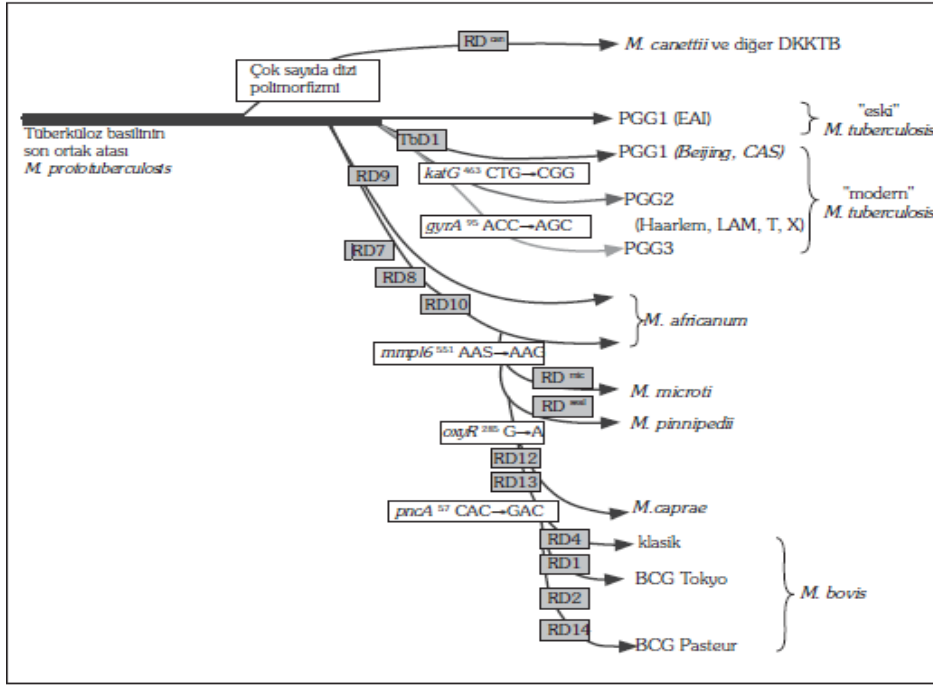 RD can
M. canettii ve diğer DKKTB
Çok sayıda dizi
polimorfizmi
PGG1 (EAI)
"eski"
M. tuberculosis
Tüberküloz basilinin
son ortak atası
M. prototuberculosis
TbD1
PGG1 (Beijing, CAS)
katG 463 CTG→CGG
RD9
PGG2
"modern"
M. tuberculosis
(Haarlem, LAM, T, X)
gyrA 95 ACC→AGC
PGG3
RD7
RD8
RD10
M. africanum
mmpl6 551 AAS→AAG
RD mic
M. microti
RD seal
M. pinnipedii
oxyR 285 G→A
RD12
RD13
M.caprae
pncA 57 CAC→GAC
RD4
klasik
RD1
BCG Tokyo
M. bovis
RD2
RD14
BCG Pasteur